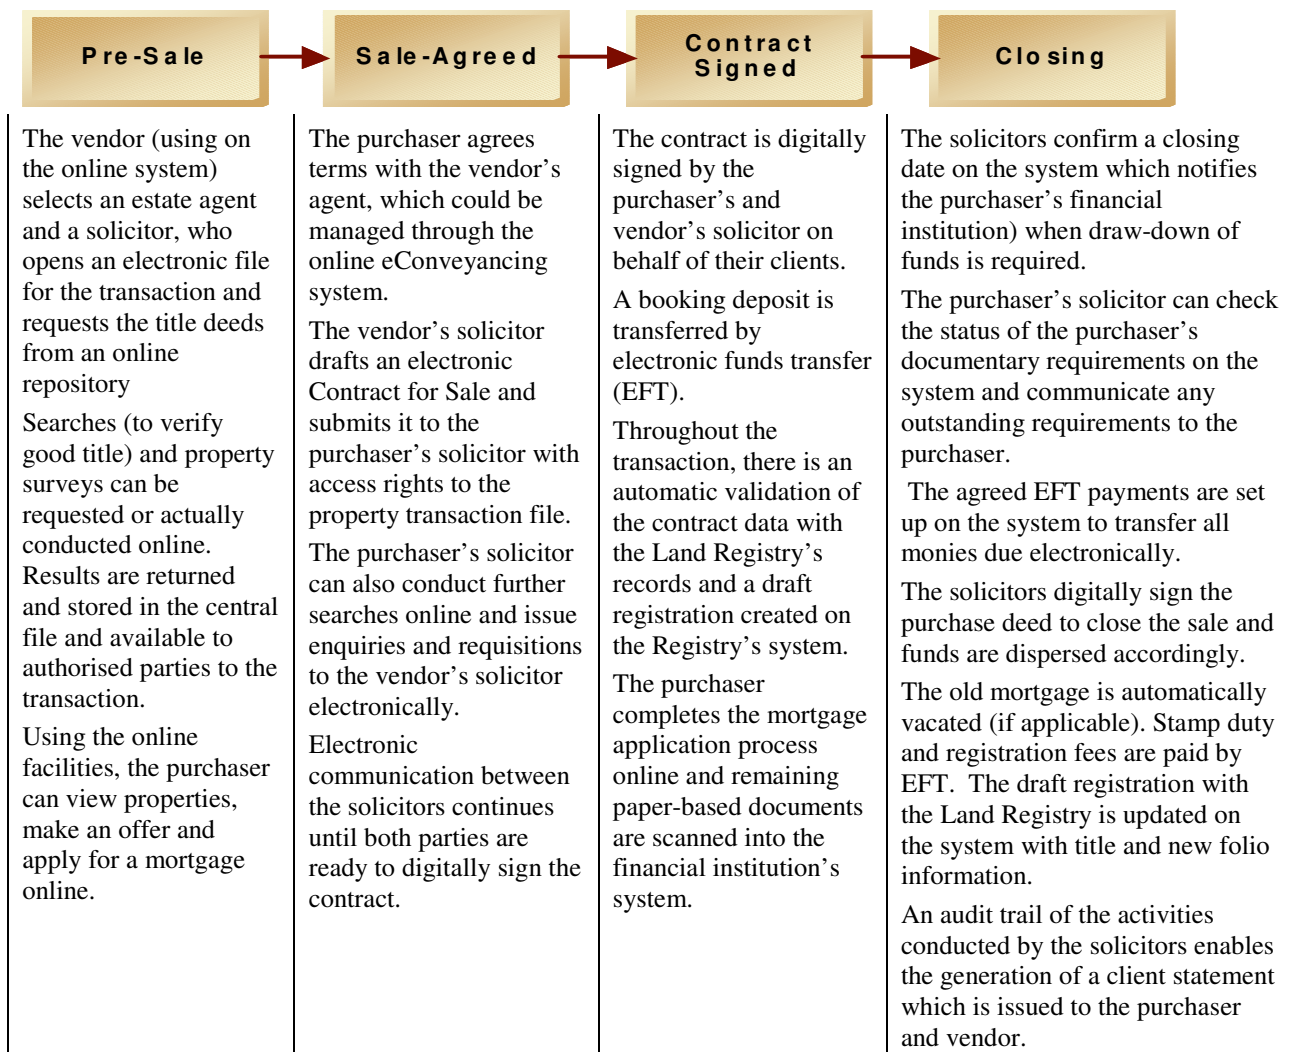 Pre-Sale
Sale-Agreed
Contract
Signed
Closing
The vendor (using on
the online system)
selects an estate agent
and a solicitor, who
opens an electronic file
for the transaction and
requests the title deeds
from an online
repository
Searches (to verify
good title) and property
surveys can be
requested or actually
conducted online.
Results are returned
and stored in the central
file and available to
authorised parties to the
transaction.
Using the online
facilities, the purchaser
can view properties,
make an offer and
apply for a mortgage
online.
The purchaser agrees
terms with the vendor’s
agent, which could be
managed through the
online eConveyancing
system.
The vendor’s solicitor
drafts an electronic
Contract for Sale and
submits it to the
purchaser’s solicitor with
access rights to the
property transaction file.
The purchaser’s solicitor
can also conduct further
searches online and issue
enquiries and requisitions
to the vendor’s solicitor
electronically.
Electronic
communication between
the solicitors continues
until both parties are
ready to digitally sign the
contract.
The contract is digitally
signed by the
purchaser’s and
vendor’s solicitor on
behalf of their clients.
A booking deposit is
transferred by
electronic funds transfer
(EFT).
Throughout the
transaction, there is an
automatic validation of
the contract data with
the Land Registry’s
records and a draft
registration created on
the Registry’s system.
The purchaser
completes the mortgage
application process
online and remaining
paper-based documents
are scanned into the
financial institution’s
system.
The solicitors confirm a closing
date on the system which notifies
the purchaser’s financial
institution) when draw-down of
funds is required.
The purchaser’s solicitor can check
the status of the purchaser’s
documentary requirements on the
system and communicate any
outstanding requirements to the
purchaser.
The agreed EFT payments are set
up on the system to transfer all
monies due electronically.
The solicitors digitally sign the
purchase deed to close the sale and
funds are dispersed accordingly.
The old mortgage is automatically
vacated (if applicable). Stamp duty
and registration fees are paid by
EFT.  The draft registration with
the Land Registry is updated on
the system with title and new folio
information.
An audit trail of the activities
conducted by the solicitors enables
the generation of a client statement
which is issued to the purchaser
and vendor.